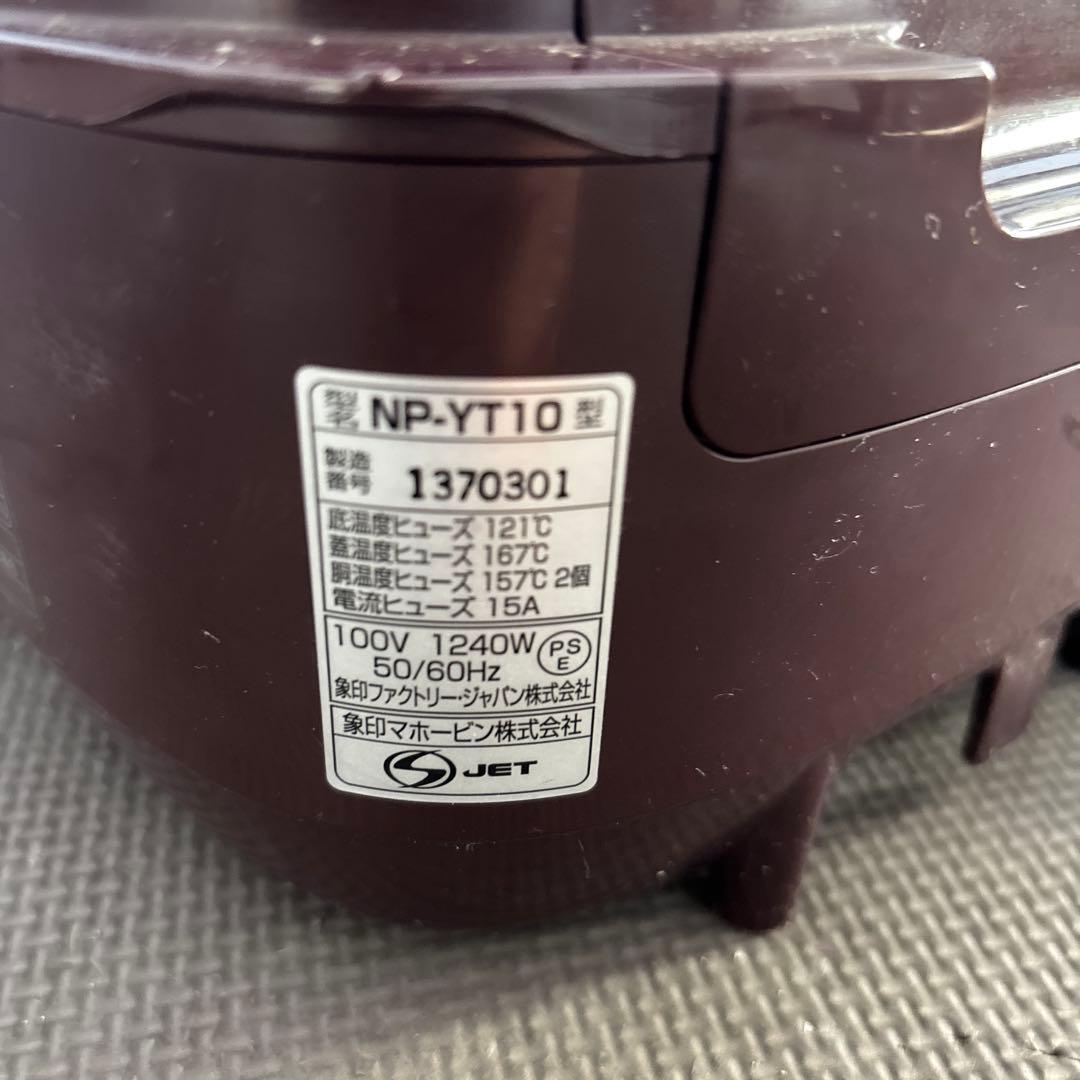 型名 NP-YT10 型
製造番号 1370301
底温度ヒューズ 121℃
蓋温度ヒューズ 167℃
胴温度ヒューズ 157℃ 2個
電流ヒューズ 15A
100V 1240W
50/60Hz
PSE
象印ファクトリー・ジャパン株式会社
象印マホービン株式会社
S JET